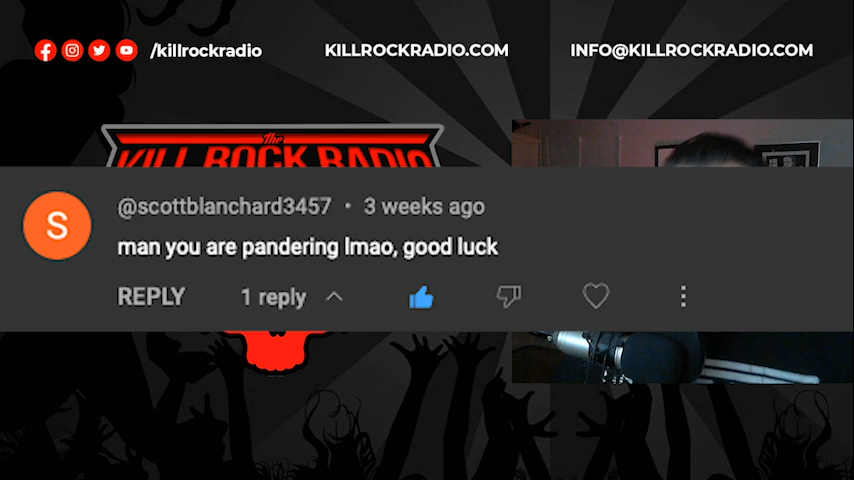 /killrockradio KILLROCKRADIO.COM INFO@KILLROCKRADIO.COM
The
KILL ROCK RADIO
S
@scottblanchard3457 • 3 weeks ago
man you are pandering lmao, good luck
REPLY 1 reply